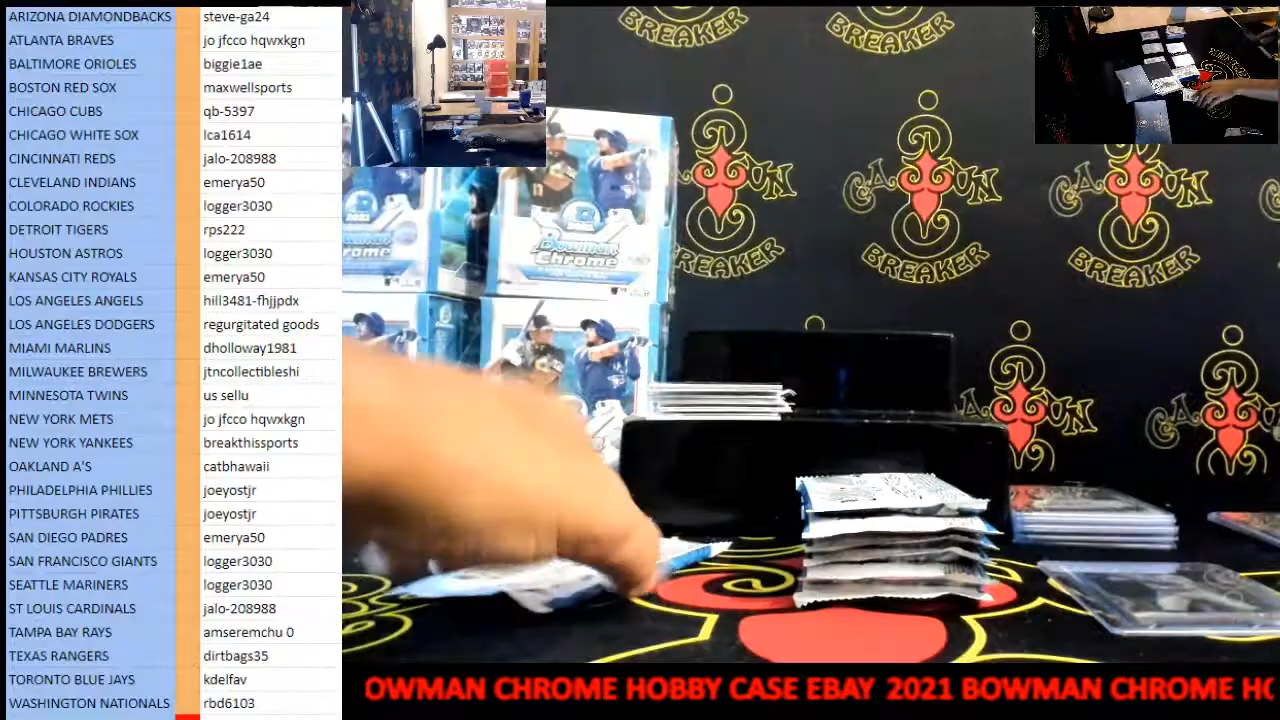 ARIZONA DIAMONDBACKS steve-ga24
ATLANTA BRAVES jo jfcco hqwxkgn
BALTIMORE ORIOLES biggie1ae
BOSTON RED SOX maxwellsports
CHICAGO CUBS qb-5397
CHICAGO WHITE SOX lca1614
CINCINNATI REDS jalo-208988
CLEVELAND INDIANS emerya50
COLORADO ROCKIES logger3030
DETROIT TIGERS rps222
HOUSTON ASTROS logger3030
KANSAS CITY ROYALS emerya50
LOS ANGELES ANGELS hill3481-fhjjpdx
LOS ANGELES DODGERS regurgitated goods
MIAMI MARLINS dholloway1981
MILWAUKEE BREWERS jtncollectibleshi
MINNESOTA TWINS us sellu
NEW YORK METS jo jfcco hqwxkgn
NEW YORK YANKEES breakthissports
OAKLAND A'S catbhawaii
PHILADELPHIA PHILLIES joeyostjr
PITTSBURGH PIRATES joeyostjr
SAN DIEGO PADRES emerya50
SAN FRANCISCO GIANTS logger3030
SEATTLE MARINERS logger3030
ST LOUIS CARDINALS jalo-208988
TAMPA BAY RAYS amseremchu 0
TEXAS RANGERS dirtbags35
TORONTO BLUE JAYS kdelfav
WASHINGTON NATIONALS rbd6103
BREAKER
BREAKER
2021
Bowman
Chrome
BREAKER
BREAKER
BREAKER
BREAKER
OWMAN CHROME HOBBY CASE EBAY 2021 BOWMAN CHROME HO